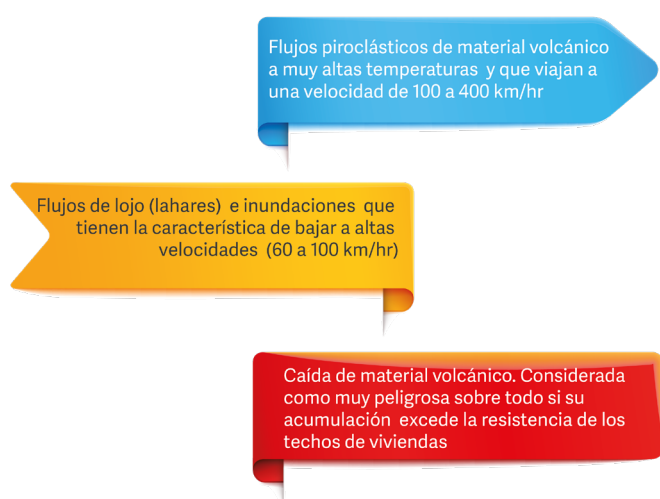 Flujos piroclásticos de material volcánico
a muy altas temperaturas y que viajan a
una velocidad de 100 a 400 km/hr
Flujos de lojo (lahares) e inundaciones que
tienen la característica de bajar a altas
velocidades (60 a 100 km/hr)
Caída de material volcánico. Considerada
como muy peligrosa sobre todo si su
acumulación excede la resistencia de los
techos de viviendas